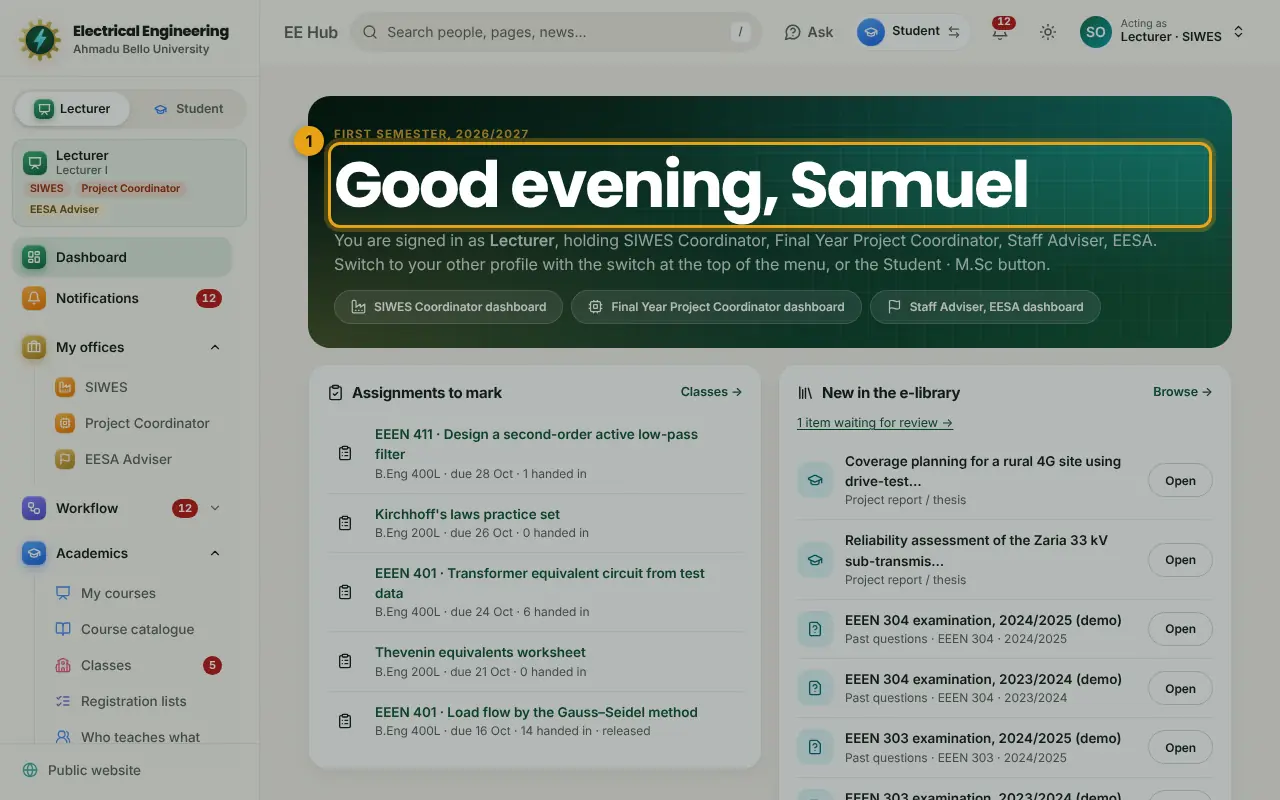 Electrical Engineering
Ahmadu Bello University
EE Hub
Search people, pages, news...
/
Ask
Student
12
SO
Acting as
Lecturer · SIWES
Lecturer
Student
Lecturer
Lecturer I
SIWES
Project Coordinator
EESA Adviser
Dashboard
Notifications
12
My offices
SIWES
Project Coordinator
EESA Adviser
Workflow
12
Academics
My courses
Course catalogue
Classes
5
Registration lists
Who teaches what
Public website
1
FIRST SEMESTER, 2026/2027
Good evening, Samuel
You are signed in as Lecturer, holding SIWES Coordinator, Final Year Project Coordinator, Staff Adviser, EESA.
Switch to your other profile with the switch at the top of the menu, or the Student · M.Sc button.
SIWES Coordinator dashboard
Final Year Project Coordinator dashboard
Staff Adviser, EESA dashboard
Assignments to mark
Classes →
EEEN 411 · Design a second-order active low-pass
filter
B.Eng 400L · due 28 Oct · 1 handed in
Kirchhoff's laws practice set
B.Eng 200L · due 26 Oct · 0 handed in
EEEN 401 · Transformer equivalent circuit from test
data
B.Eng 400L · due 24 Oct · 6 handed in
Thevenin equivalents worksheet
B.Eng 200L · due 21 Oct · 0 handed in
EEEN 401 · Load flow by the Gauss–Seidel method
B.Eng 400L · due 16 Oct · 14 handed in · released
New in the e-library
Browse →
1 item waiting for review →
Coverage planning for a rural 4G site using
drive-test...
Project report / thesis
Open
Reliability assessment of the Zaria 33 kV
sub-transmis...
Project report / thesis
Open
EEEN 304 examination, 2024/2025 (demo)
Past questions · EEEN 304 · 2024/2025
Open
EEEN 304 examination, 2023/2024 (demo)
Past questions · EEEN 304 · 2023/2024
Open
EEEN 303 examination, 2024/2025 (demo)
Past questions · EEEN 303 · 2024/2025
Open
EEEN 303 examination, 2023/2024 (demo)